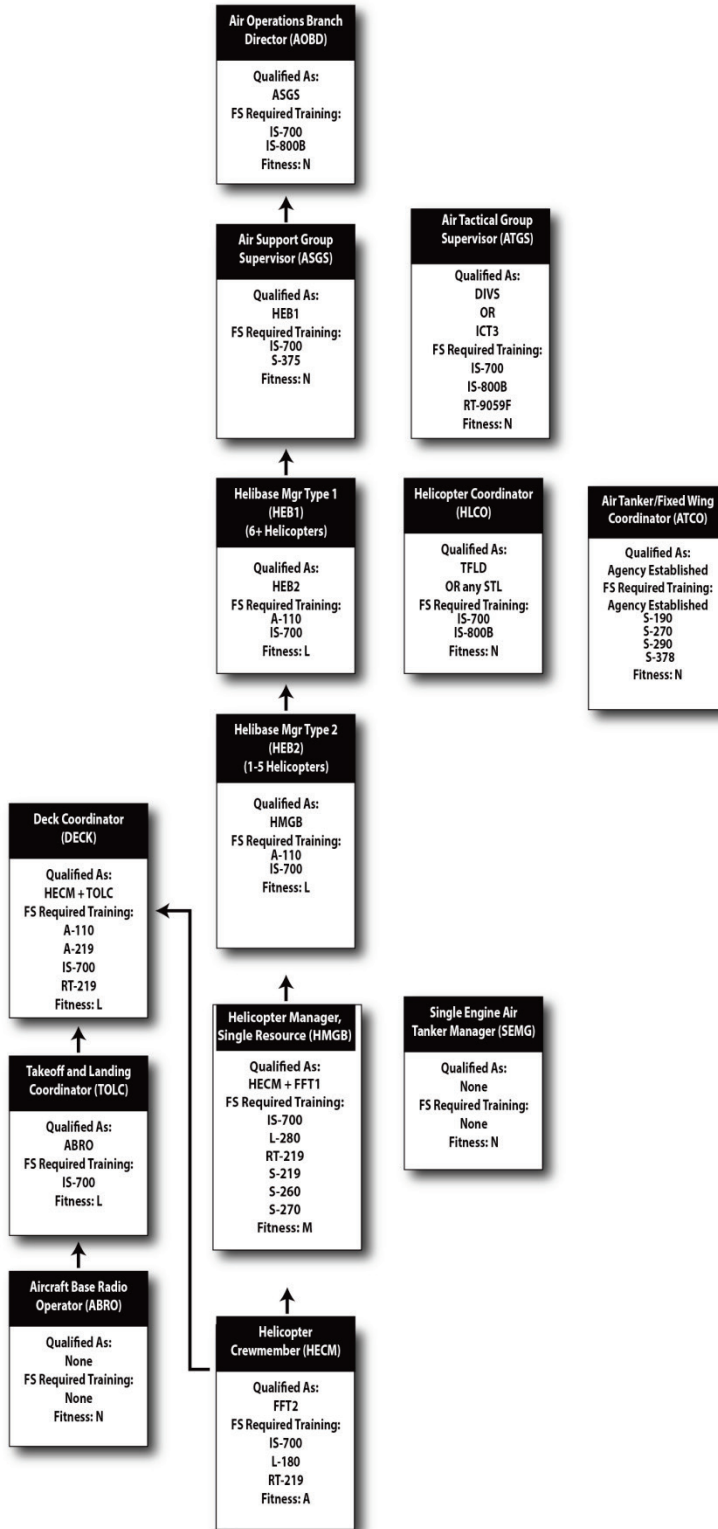 Air Operations Branch
Director (AOBD)
Qualified As:
ASGS
FS Required Training:
IS-700
IS-800B
Fitness: N
Air Support Group
Supervisor (ASGS)
Qualified As:
HEB1
FS Required Training:
IS-700
S-375
Fitness: N
Air Tactical Group
Supervisor (ATGS)
Qualified As:
DIVS
OR
ICT3
FS Required Training:
IS-700
IS-800B
RT-9059F
Fitness: N
Helibase Mgr Type 1
(HEB1)
(6+ Helicopters)
Qualified As:
HEB2
FS Required Training:
A-110
IS-700
Fitness: L
Helicopter Coordinator
(HLCO)
Qualified As:
TFLD
OR any STL
FS Required Training:
IS-700
IS-800B
Fitness: N
Air Tanker/Fixed Wing
Coordinator (ATCO)
Qualified As:
Agency Established
FS Required Training:
Agency Established
S-190
S-270
S-290
S-378
Fitness: N
Helibase Mgr Type 2
(HEB2)
(1-5 Helicopters)
Qualified As:
HMGB
FS Required Training:
A-110
IS-700
Fitness: L
Deck Coordinator
(DECK)
Qualified As:
HECM + TOLC
FS Required Training:
A-110
A-219
IS-700
RT-219
Fitness: L
Helicopter Manager,
Single Resource (HMGB)
Qualified As:
HECM + FFT1
FS Required Training:
IS-700
L-280
RT-219
S-219
S-260
S-270
Fitness: M
Single Engine Air
Tanker Manager (SEMG)
Qualified As:
None
FS Required Training:
None
Fitness: N
Takeoff and Landing
Coordinator (TOLC)
Qualified As:
ABRO
FS Required Training:
IS-700
Fitness: L
Aircraft Base Radio
Operator (ABRO)
Qualified As:
None
FS Required Training:
None
Fitness: N
Helicopter
Crewmember (HECM)
Qualified As:
FFT2
FS Required Training:
IS-700
L-180
RT-219
Fitness: A